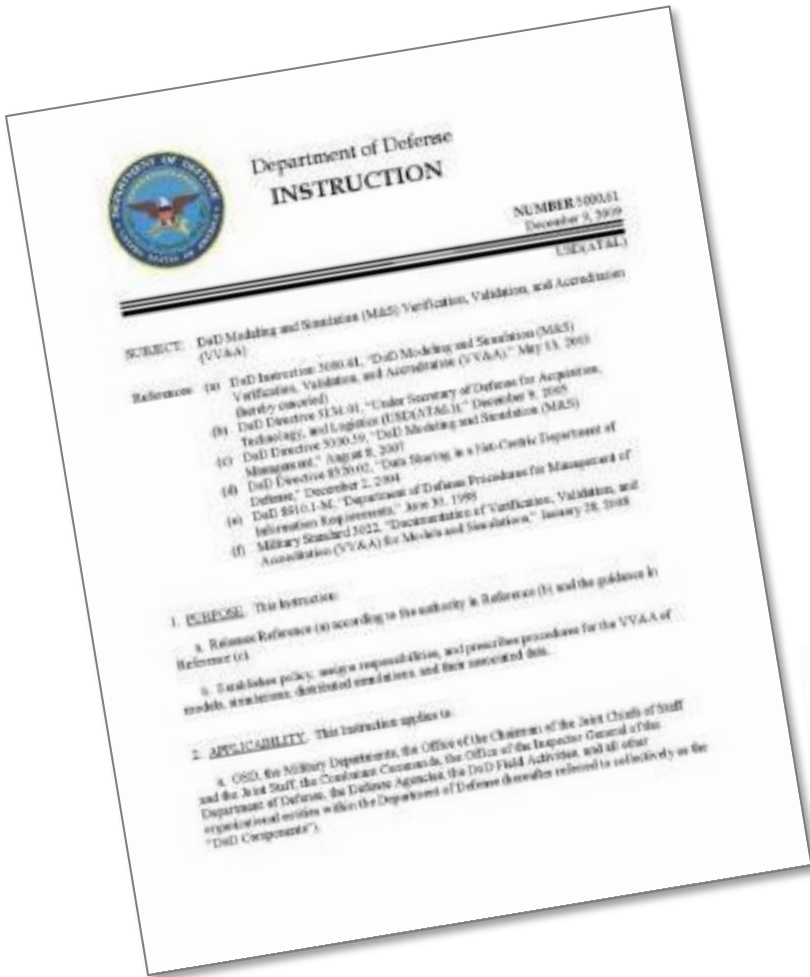 DEPARTMENT OF DEFENSE
UNITED STATES OF AMERICA
Department of Defense
INSTRUCTION
NUMBER 5000.61
December 9, 2009
USD(AT&L)
SUBJECT: DoD Modeling and Simulation (M&S) Verification, Validation, and Accreditation
(VV&A)
References: (a) DoD Instruction 5000.61, "DoD Modeling and Simulation (M&S)
Verification, Validation, and Accreditation (VV&A)," May 13, 2003
(hereby canceled)
(b) DoD Directive 5134.01, "Under Secretary of Defense for Acquisition,
Technology, and Logistics (USD(AT&L))," December 9, 2005
(c) DoD Directive 5000.59, "DoD Modeling and Simulation (M&S)
Management," August 8, 2007
(d) DoD Directive 8320.02, "Data Sharing in a Net-Centric Department of
Defense," December 2, 2004
(e) DoD 8910.1-M, "Department of Defense Procedures for Management of
Information Requirements," June 30, 1998
(f) Military Standard 3022, "Documentation of Verification, Validation, and
Accreditation (VV&A) for Models and Simulations," January 28, 2008
1. PURPOSE. This Instruction:
a. Reissues Reference (a) according to the authority in Reference (b) and the guidance in
Reference (c).
b. Establishes policy, assigns responsibilities, and prescribes procedures for the VV&A of
models, simulations, distributed simulations, and their associated data.
2. APPLICABILITY. This Instruction applies to:
a. OSD, the Military Departments, the Office of the Chairman of the Joint Chiefs of Staff
and the Joint Staff, the Combatant Commands, the Office of the Inspector General of the
Department of Defense, the Defense Agencies, the DoD Field Activities, and all other
organizational entities within the Department of Defense (hereafter referred to collectively as the
"DoD Components").